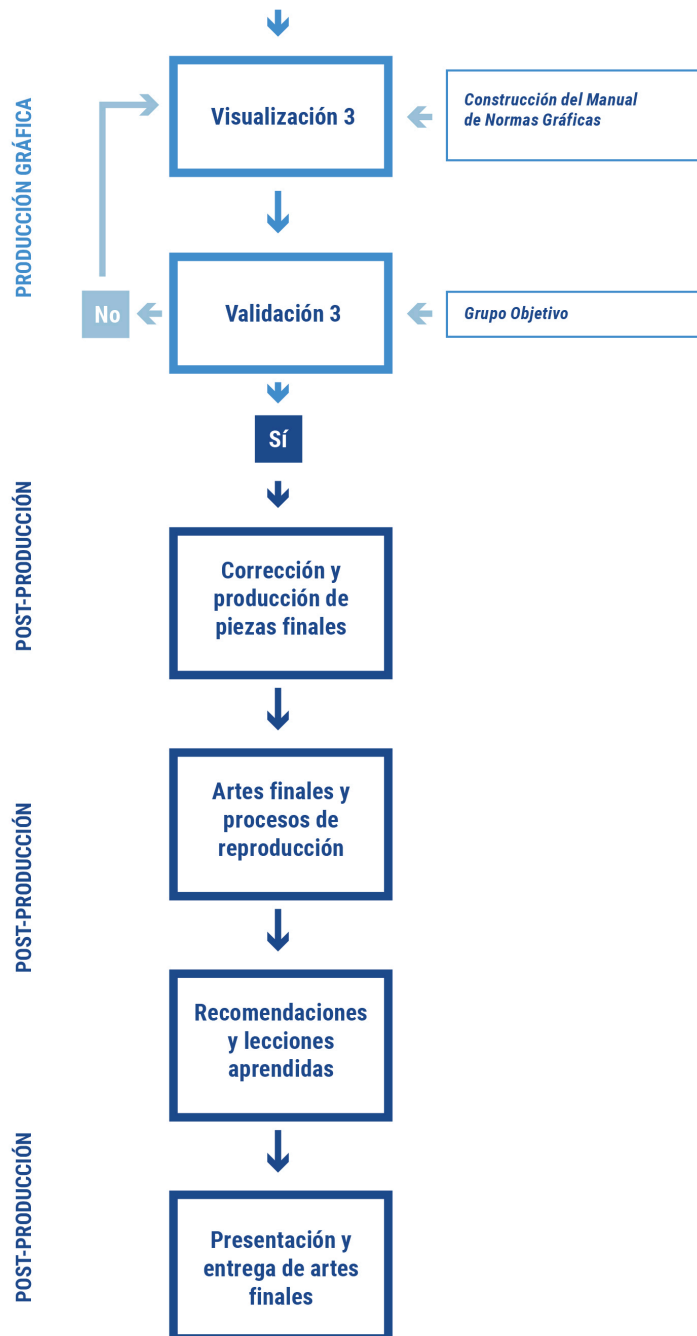 PRODUCCIÓN GRÁFICA
Visualización 3
Construcción del Manual
de Normas Gráficas
No
Validación 3
Grupo Objetivo
Sí
POST-PRODUCCIÓN
Corrección y
producción de
piezas finales
POST-PRODUCCIÓN
Artes finales y
procesos de
reproducción
Recomendaciones
y lecciones
aprendidas
POST-PRODUCCIÓN
Presentación y
entrega de artes
finales